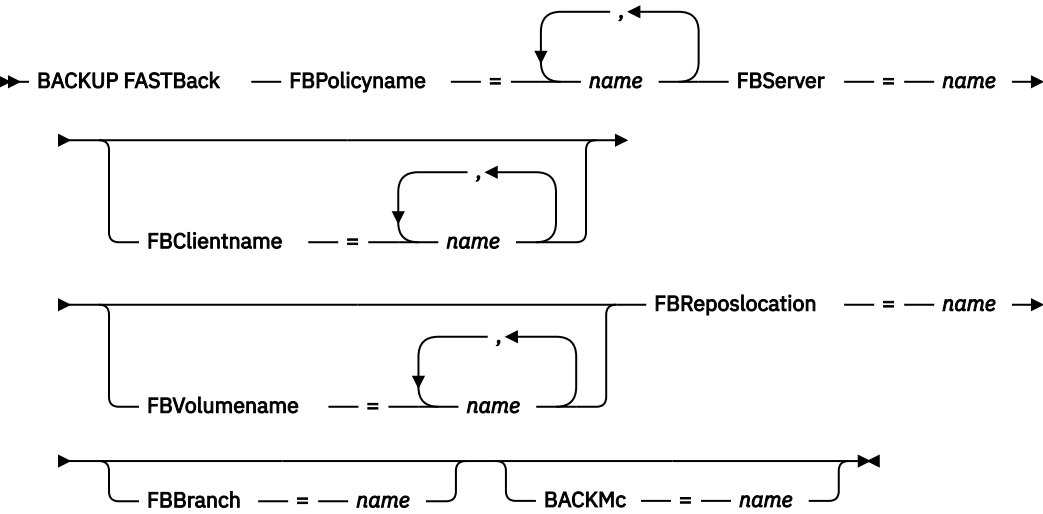 ,
BACKUP FASTBack FBPolicyname = name FBServer = name
,
FBClientname = name
FBReposlocation = name
,
FBVolumename = name
FBBranch = name BACKMc = name